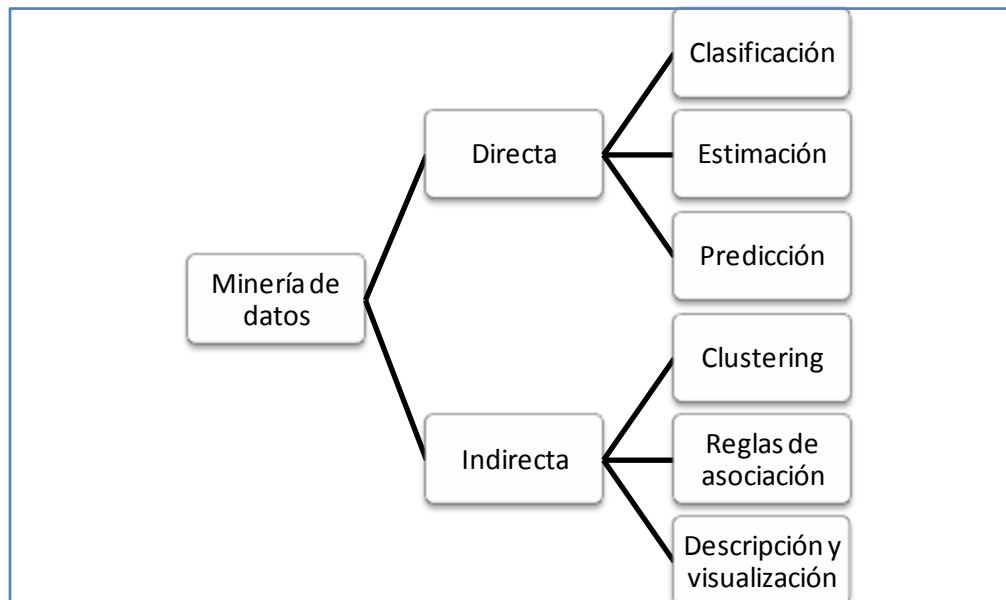 Clasificación
Directa
Estimación
Predicción
Minería de
datos
Clustering
Indirecta
Reglas de
asociación
Descripción y
visualización